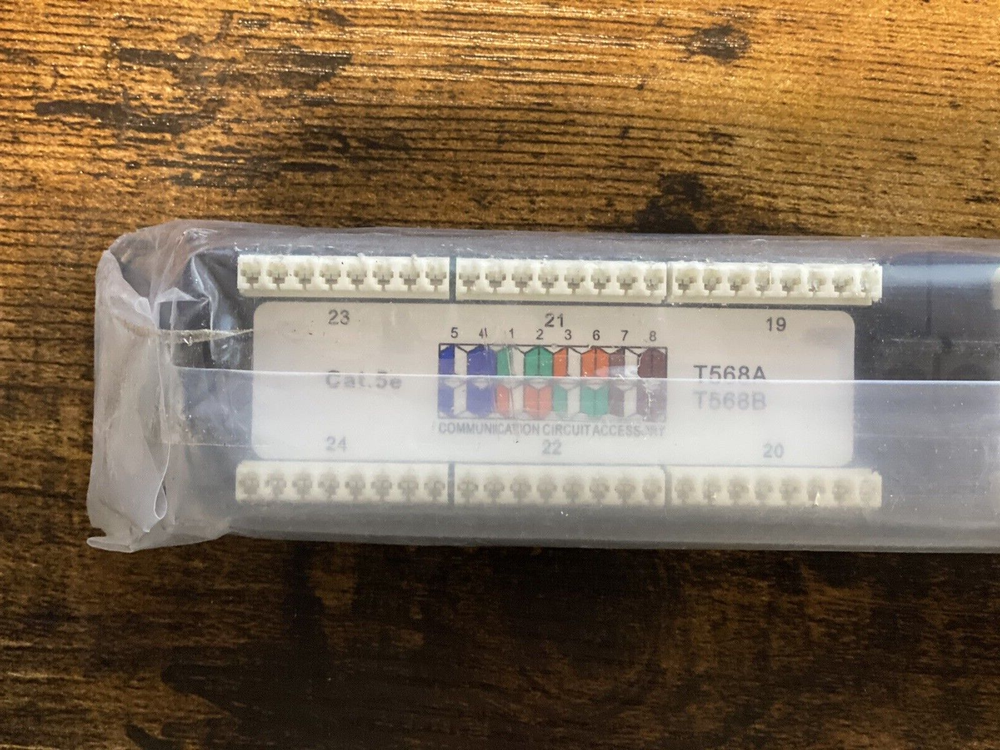 23 21 19
5 4 1 2 3 6 7 8
Cat.5e
T568A
T568B
COMMUNICATION CIRCUIT ACCESSORY
24 22 20